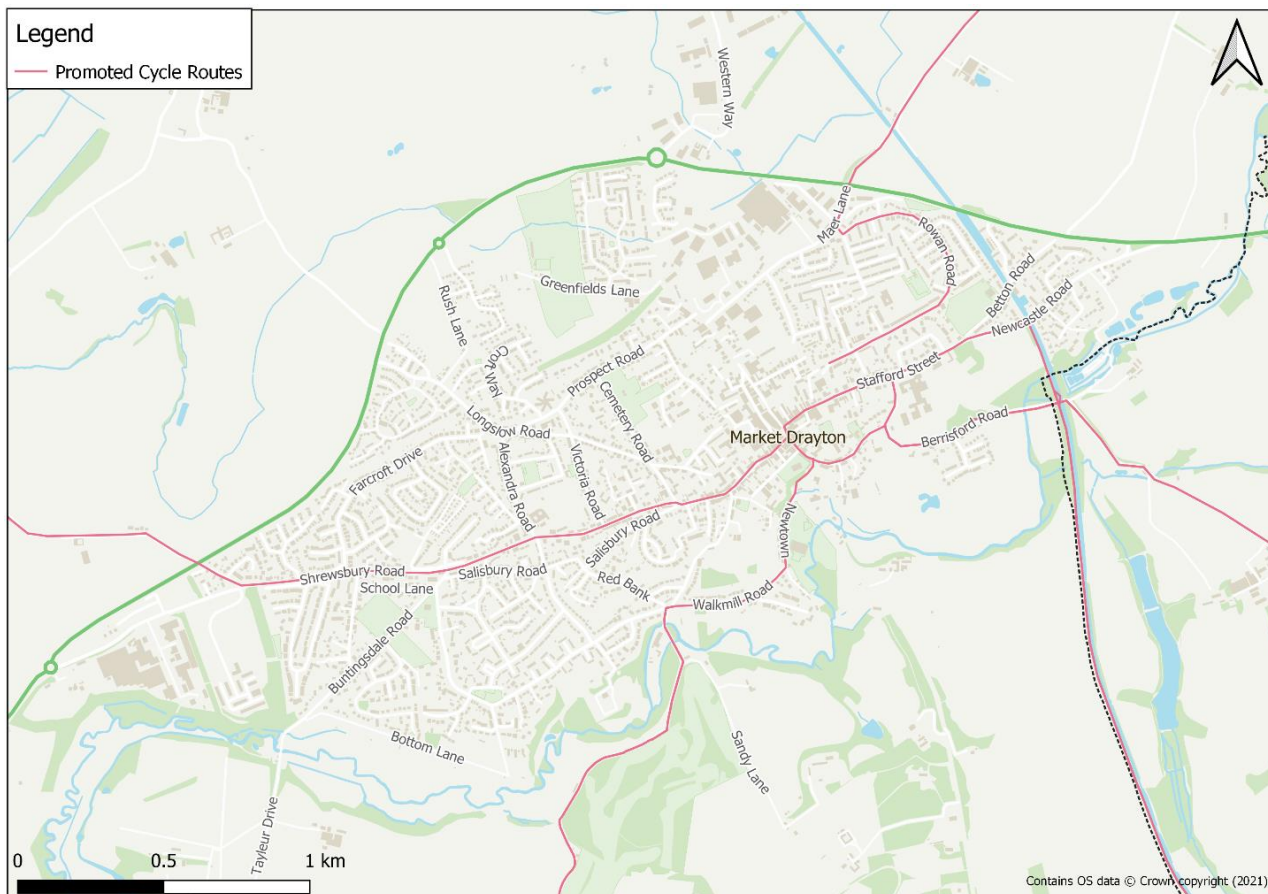 Legend
Promoted Cycle Routes
Western Way
Maer Lane
Rowan Road
Greenfields Lane
Betton Road
Newcastle Road
Rush Lane
Croft Way
Prospect Road
Stafford Street
Cemetery Road
Longslow Road
Market Drayton
Berrisford Road
Farcroft Drive
Alexandra Road
Victoria Road
Newtown
Salisbury Road
Shrewsbury Road
School Lane
Salisbury Road
Red Bank
Walkmill Road
Buntingsdale Road
Bottom Lane
Sandy Lane
Tayleur Drive
0 0.5 1 km
Contains OS data © Crown copyright (2021)